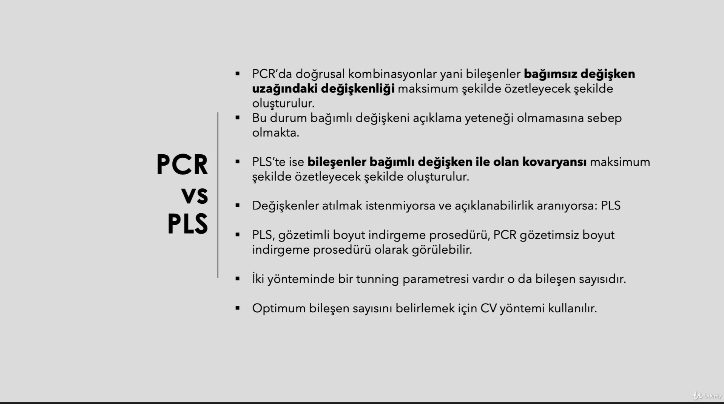 PCR
vs
PLS
▪ PCR'da doğrusal kombinasyonlar yani bileşenler bağımsız değişken
uzağındaki değişkenliği maksimum şekilde özetleyecek şekilde
oluşturulur.
▪ Bu durum bağımlı değişkeni açıklama yeteneği olmamasına sebep
olmakta.
▪ PLS'te ise bileşenler bağımlı değişken ile olan kovaryansı maksimum
şekilde özetleyecek şekilde oluşturulur.
▪ Değişkenler atılmak istenmiyorsa ve açıklanabilirlik aranıyorsa: PLS
▪ PLS, gözetimli boyut indirgeme prosedürü, PCR gözetimsiz boyut
indirgeme prosedürü olarak görülebilir.
▪ İki yönteminde bir tunning parametresi vardır o da bileşen sayısıdır.
▪ Optimum bileşen sayısını belirlemek için CV yöntemi kullanılır.